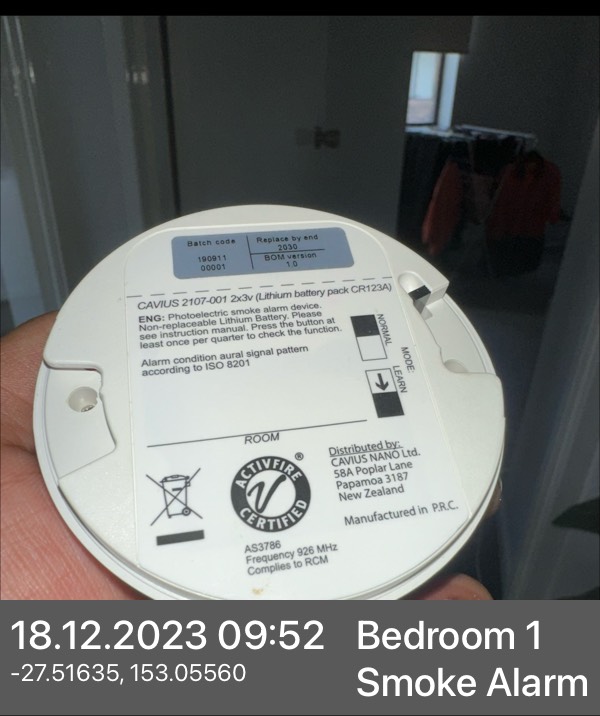 Batch code
190911
00001
Replace by end
2030
BOM version
1.0
CAVIUS 2107-001 2x3v (Lithium battery pack CR123A)
ENG: Photoelectric smoke alarm device.
Non-replaceable Lithium Battery. Please
see instruction manual. Press the button at
least once per quarter to check the function.
Alarm condition aural signal pattern
according to ISO 8201
NORMAL
MODE:
LEARN
ROOM
ACTIVFIRE
®
CERTIFIED
Distributed by:
CAVIUS NANO Ltd.
58A Poplar Lane
Papamoa 3187
New Zealand
Manufactured in P.R.C.
AS3786
Frequency 926 MHz
Complies to RCM
18.12.2023 09:52
-27.51635, 153.05560
Bedroom 1
Smoke Alarm